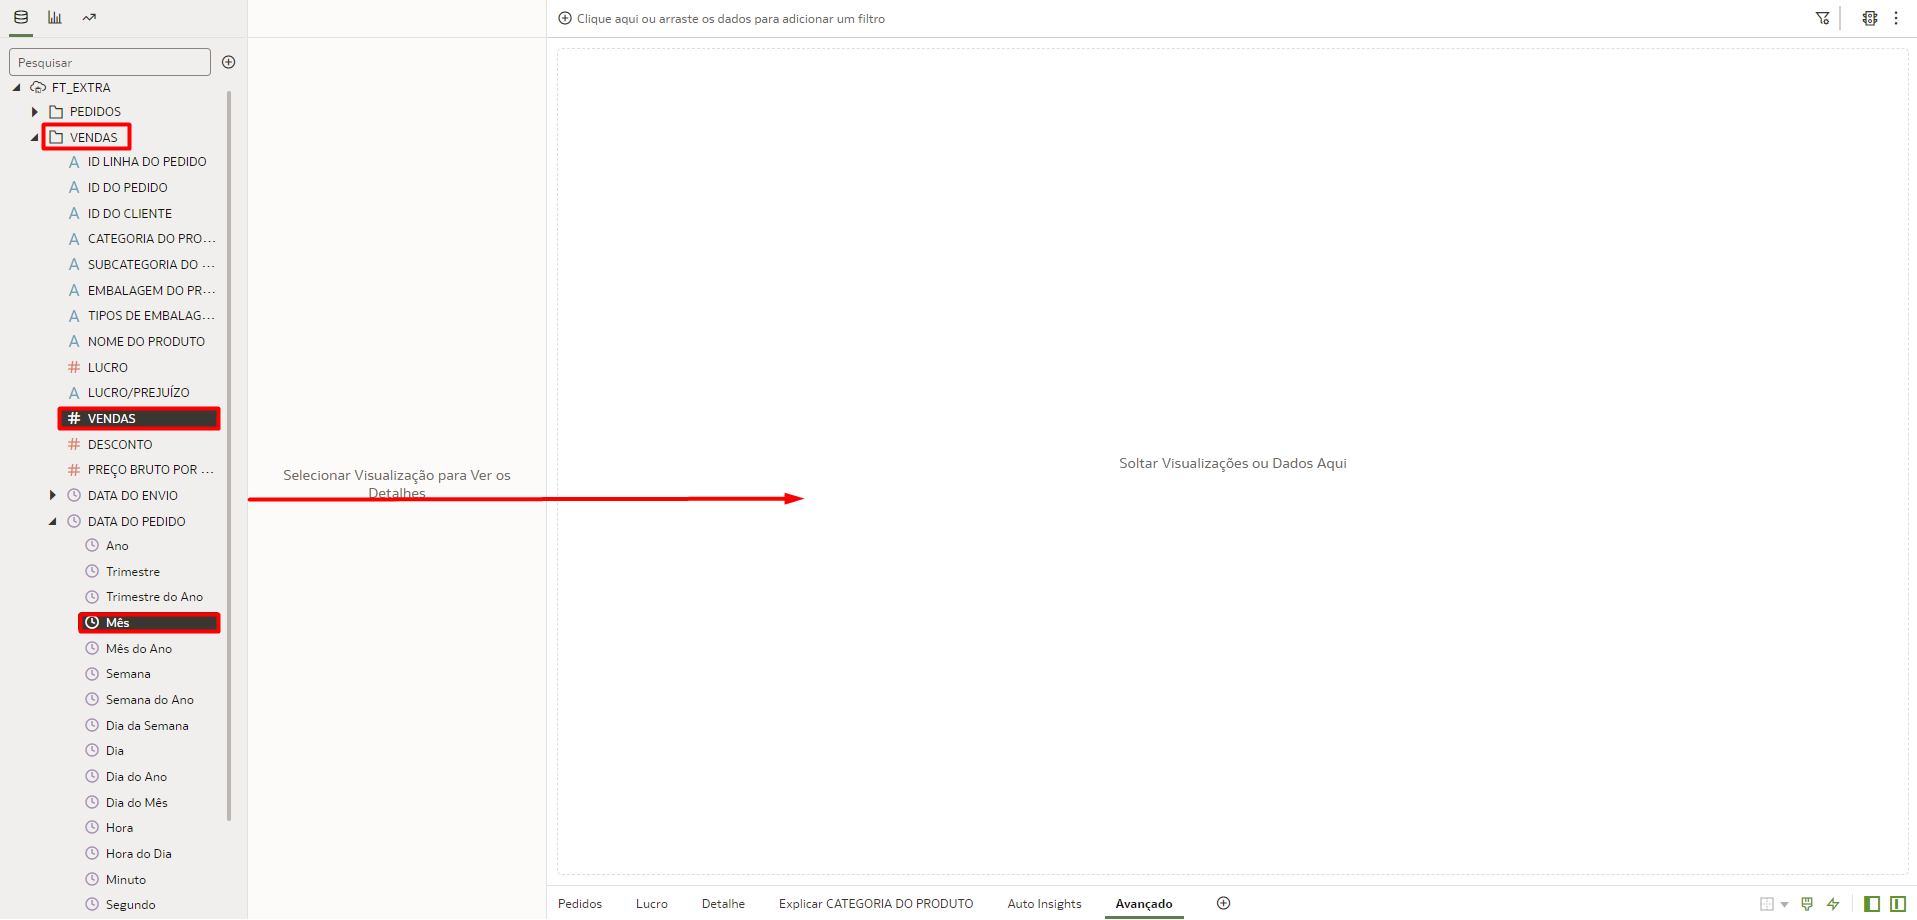 Clique aqui ou arraste os dados para adicionar um filtro
Pesquisar
FT_EXTRA
PEDIDOS
VENDAS
A ID LINHA DO PEDIDO
A ID DO PEDIDO
A ID DO CLIENTE
A CATEGORIA DO PRO...
A SUBCATEGORIA DO ...
A EMBALAGEM DO PR...
A TIPOS DE EMBALAG...
A NOME DO PRODUTO
# LUCRO
A LUCRO/PREJUÍZO
# VENDAS
# DESCONTO
# PREÇO BRUTO POR ...
DATA DO ENVIO
DATA DO PEDIDO
Ano
Trimestre
Trimestre do Ano
Mês
Mês do Ano
Semana
Semana do Ano
Dia da Semana
Dia
Dia do Ano
Dia do Mês
Hora
Hora do Dia
Minuto
Segundo
Selecionar Visualização para Ver os
Detalhes
Soltar Visualizações ou Dados Aqui
Pedidos Lucro Detalhe Explicar CATEGORIA DO PRODUTO Auto Insights Avançado